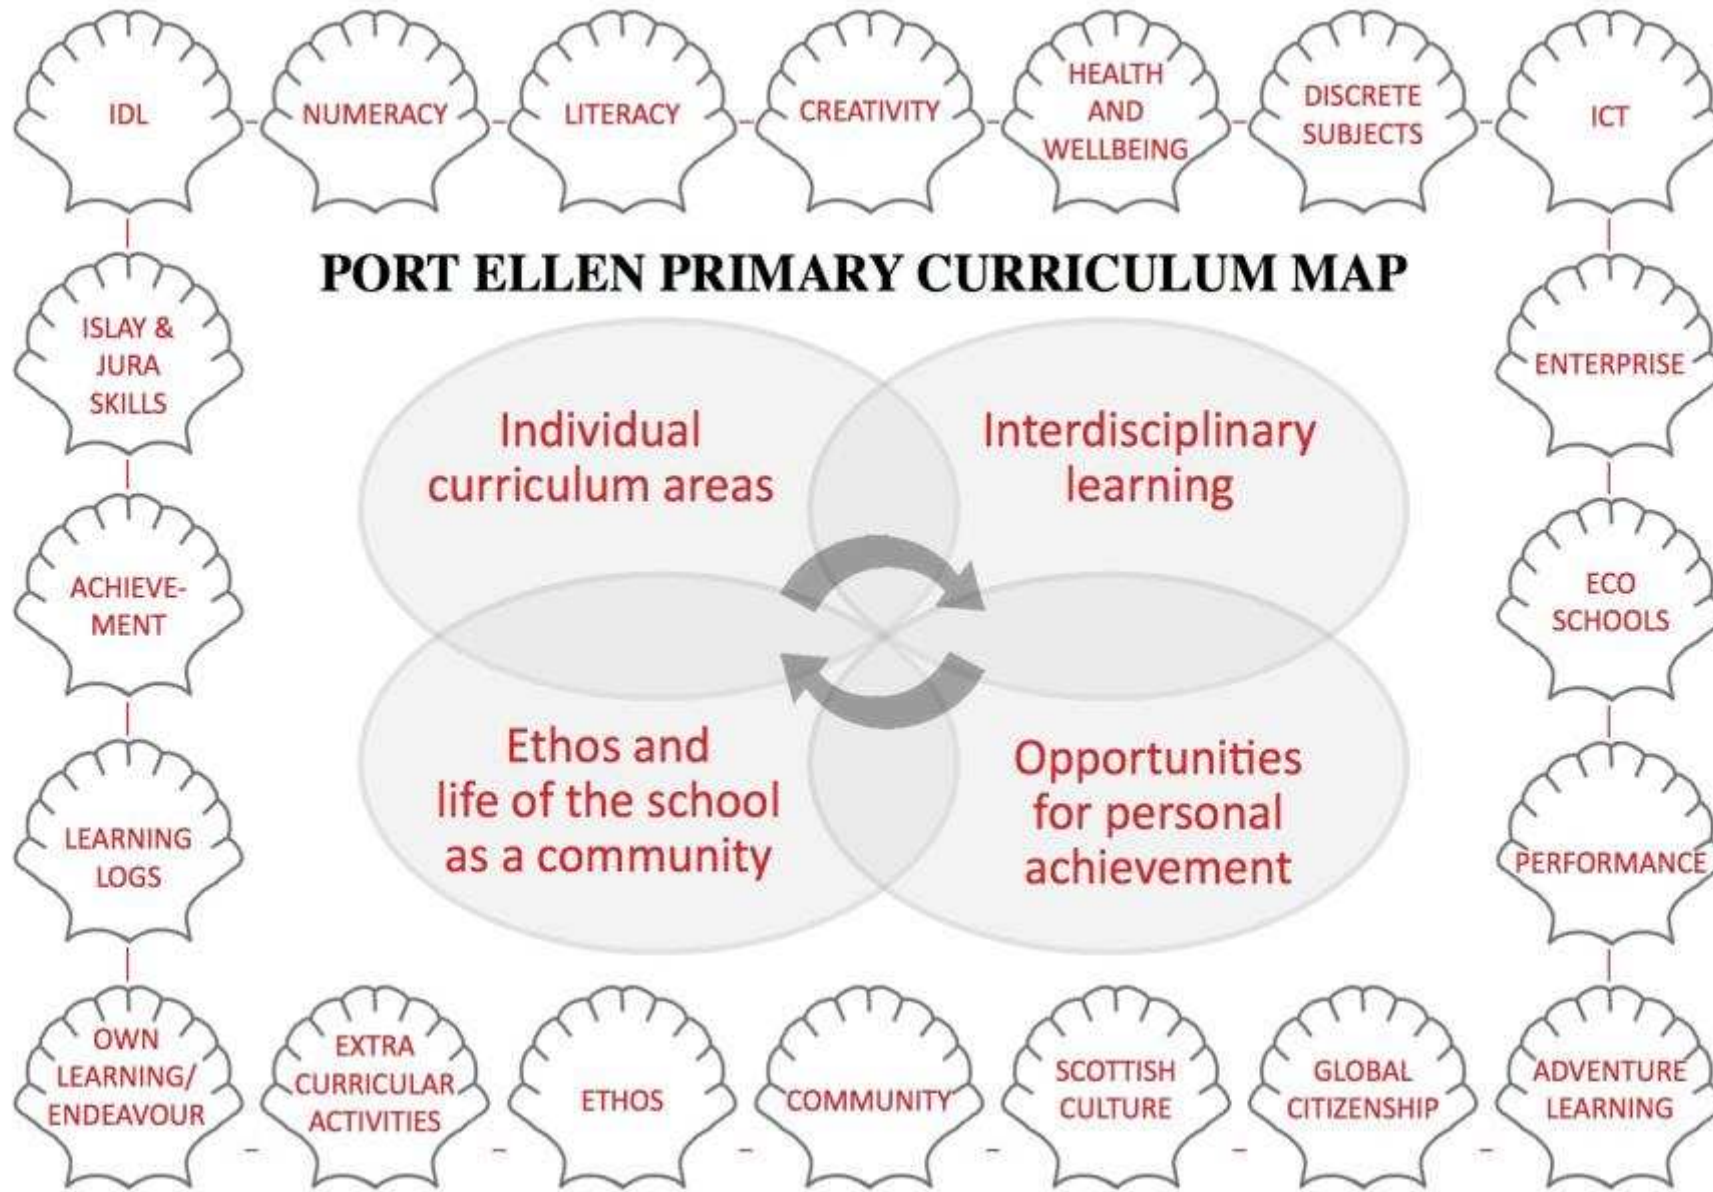 IDL
NUMERACY
LITERACY
CREATIVITY
HEALTH
AND
WELLBEING
DISCRETE
SUBJECTS
ICT
PORT ELLEN PRIMARY CURRICULUM MAP
ISLAY &
JURA
SKILLS
ENTERPRISE
Individual
curriculum areas
Interdisciplinary
learning
ACHIEVE-
MENT
ECO
SCHOOLS
Ethos and
life of the school
as a community
Opportunities
for personal
achievement
LEARNING
LOGS
PERFORMANCE
OWN
LEARNING/
ENDEAVOUR
EXTRA
CURRICULAR
ACTIVITIES
ETHOS
COMMUNITY
SCOTTISH
CULTURE
GLOBAL
CITIZENSHIP
ADVENTURE
LEARNING